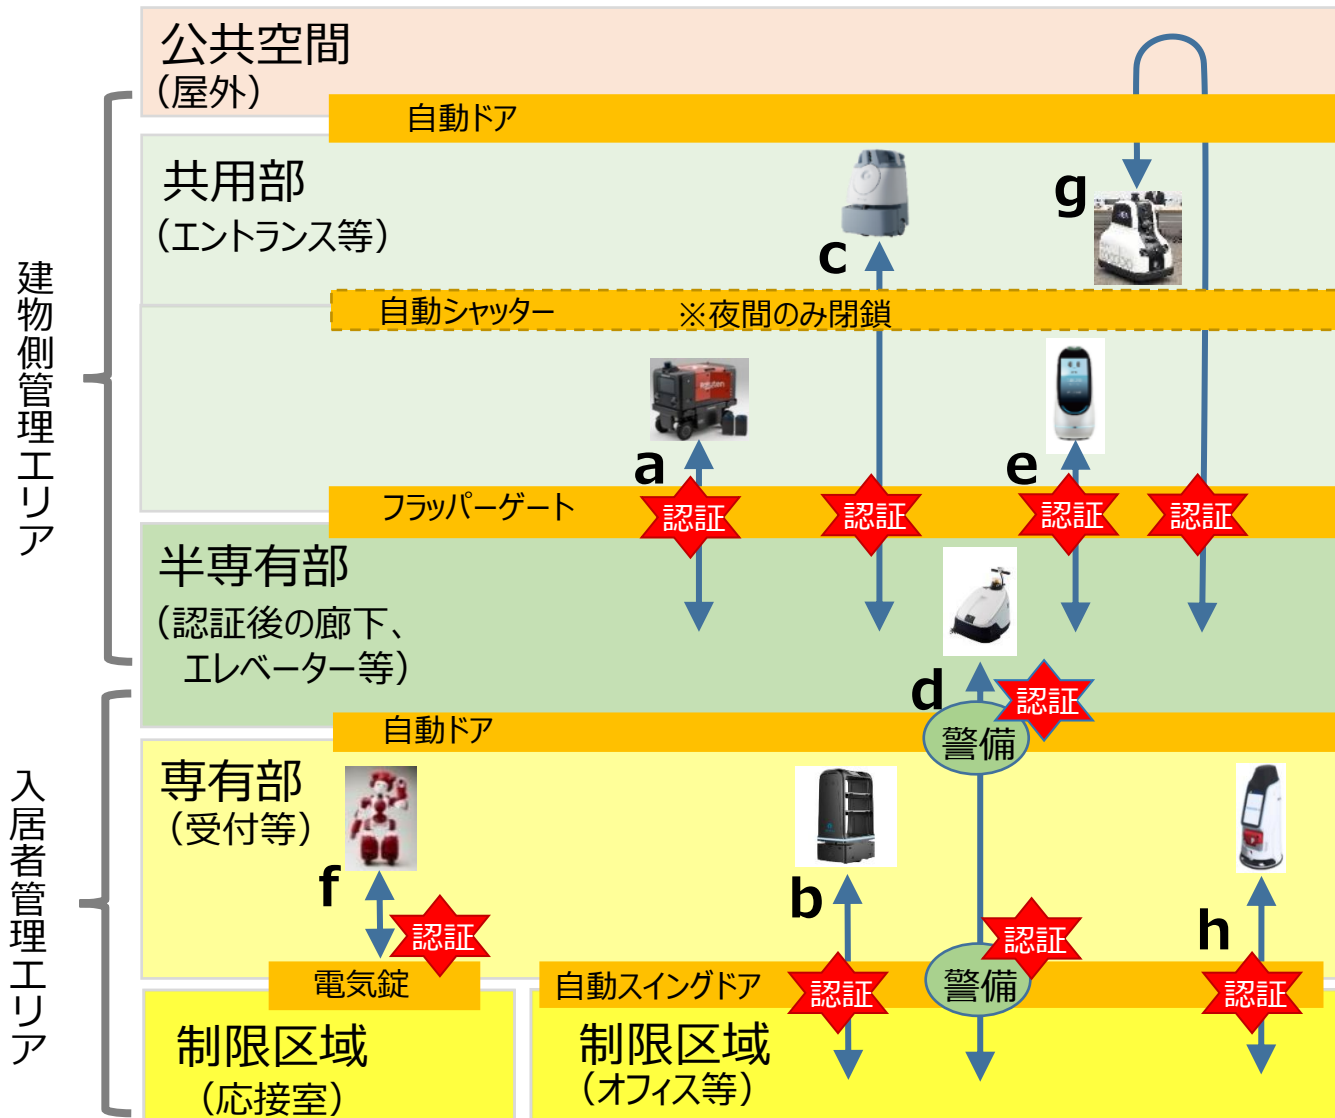 公共空間
（屋外）
自動ドア
共用部
（エントランス等）
c
g
建物側管理エリア
自動シャッター ※夜間のみ閉鎖
Rakuten
a
e
フラッパーゲート
認証
認証
認証
認証
半専有部
（認証後の廊下、
エレベーター等）
d
認証
自動ドア
警備
入居者管理エリア
専有部
（受付等）
f
認証
b
認証
h
電気錠
自動スイングドア
認証
警備
認証
制限区域
（応接室）
制限区域
（オフィス等）